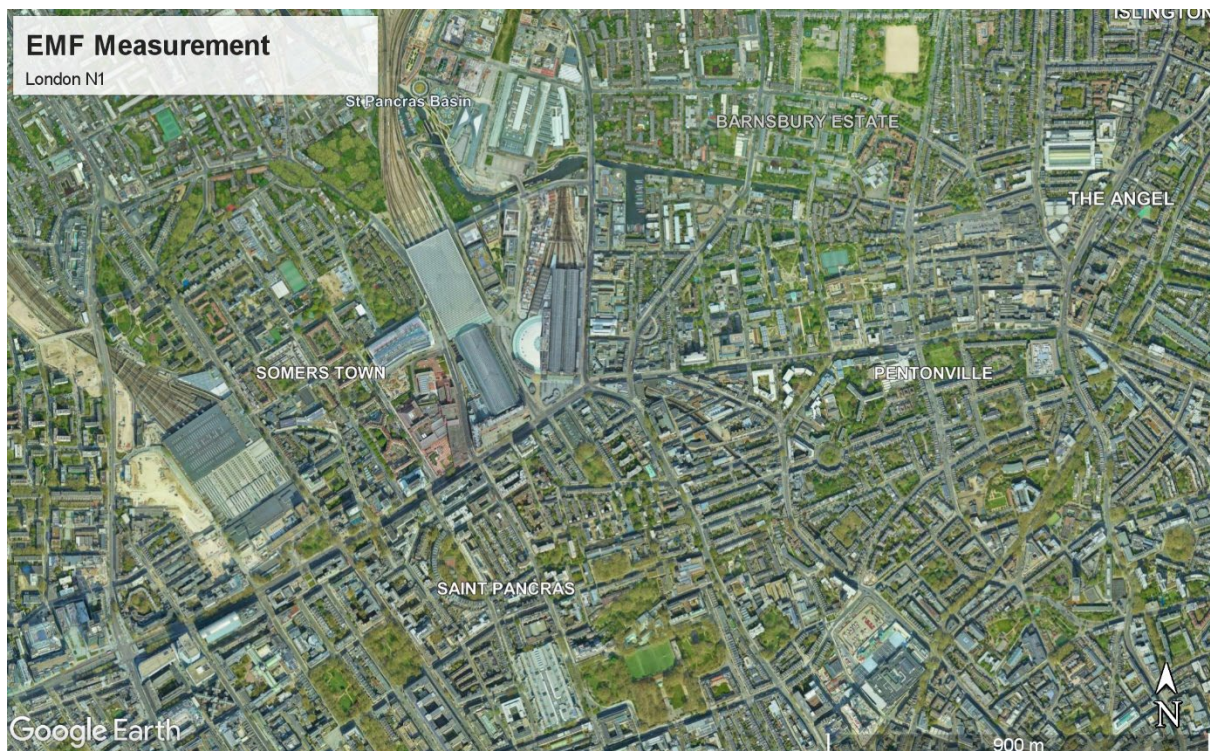 EMF Measurement
London N1
ISLINGTON
St Pancras Basin
BARNSBURY ESTATE
THE ANGEL
SOMERS TOWN
PENTONVILLE
SAINT PANCRAS
N
Google Earth
900 m